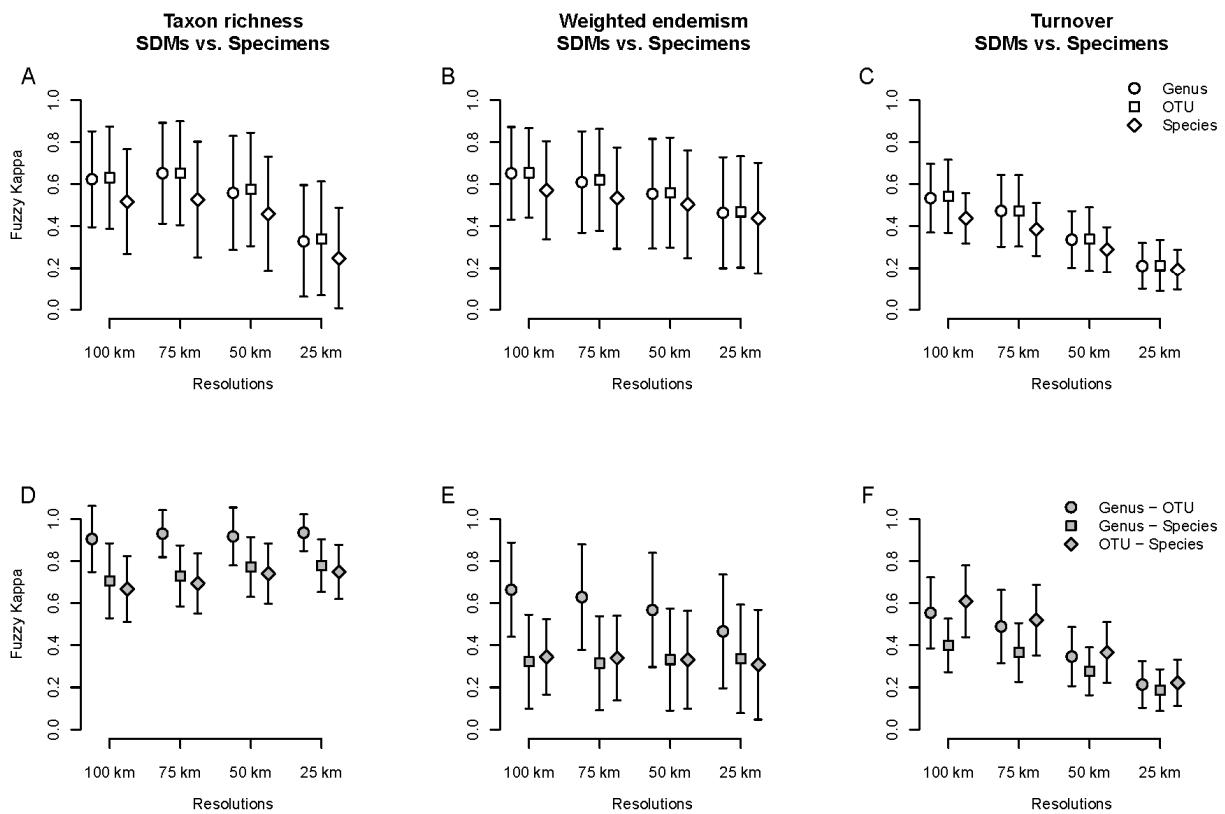 Taxon richness
SDMs vs. Specimens
Weighted endemism
SDMs vs. Specimens
Turnover
SDMs vs. Specimens
A
Fuzzy Kappa
1.0
0.8
0.6
0.4
0.2
0.0
100 km 75 km 50 km 25 km
Resolutions
B
1.0
0.8
0.6
0.4
0.2
0.0
100 km 75 km 50 km 25 km
Resolutions
C
Genus
OTU
Species
1.0
0.8
0.6
0.4
0.2
0.0
100 km 75 km 50 km 25 km
Resolutions
D
Fuzzy Kappa
1.0
0.8
0.6
0.4
0.2
0.0
100 km 75 km 50 km 25 km
Resolutions
E
1.0
0.8
0.6
0.4
0.2
0.0
100 km 75 km 50 km 25 km
Resolutions
F
Genus − OTU
Genus − Species
OTU − Species
1.0
0.8
0.6
0.4
0.2
0.0
100 km 75 km 50 km 25 km
Resolutions